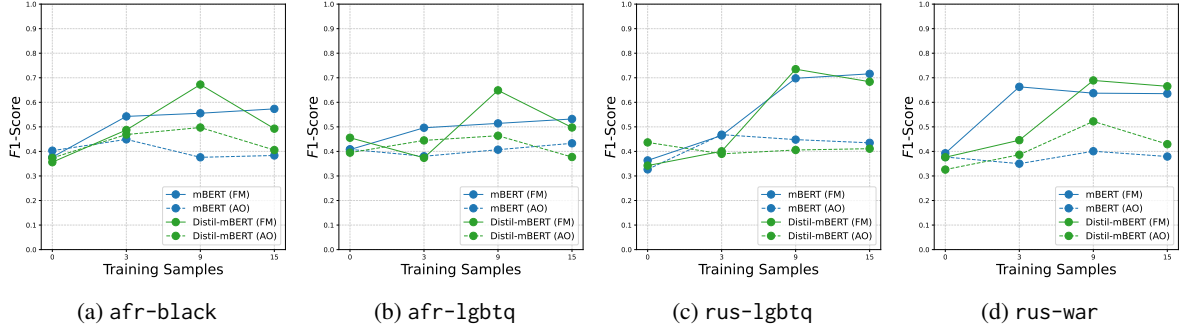 1.0
0.9
0.8
0.7
0.6
0.5
0.4
0.3
0.2
0.1
0.0
F1-Score
mBERT (FM)
mBERT (AO)
Distil-mBERT (FM)
Distil-mBERT (AO)
0 3 9 15
Training Samples
(a) afr-black
1.0
0.9
0.8
0.7
0.6
0.5
0.4
0.3
0.2
0.1
0.0
F1-Score
mBERT (FM)
mBERT (AO)
Distil-mBERT (FM)
Distil-mBERT (AO)
0 3 9 15
Training Samples
(b) afr-lgbtq
1.0
0.9
0.8
0.7
0.6
0.5
0.4
0.3
0.2
0.1
0.0
F1-Score
mBERT (FM)
mBERT (AO)
Distil-mBERT (FM)
Distil-mBERT (AO)
0 3 9 15
Training Samples
(c) rus-lgbtq
1.0
0.9
0.8
0.7
0.6
0.5
0.4
0.3
0.2
0.1
0.0
F1-Score
mBERT (FM)
mBERT (AO)
Distil-mBERT (FM)
Distil-mBERT (AO)
0 3 9 15
Training Samples
(d) rus-war